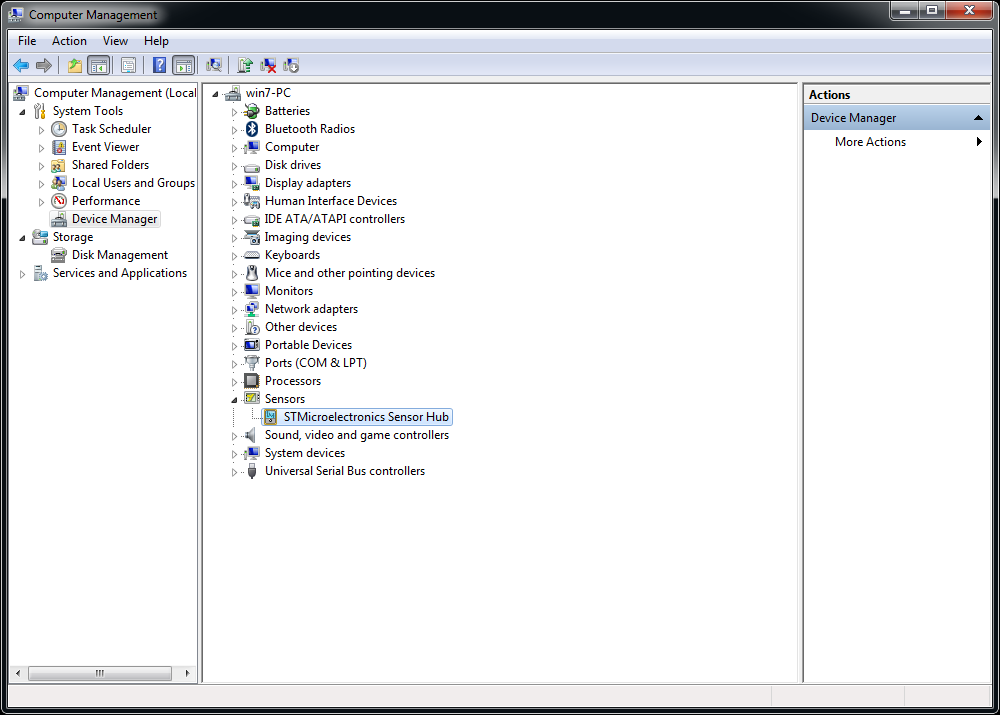 Computer Management
File Action View Help
Computer Management (Local
System Tools
Task Scheduler
Event Viewer
Shared Folders
Local Users and Groups
Performance
Device Manager
Storage
Disk Management
Services and Applications
win7-PC
Batteries
Bluetooth Radios
Computer
Disk drives
Display adapters
Human Interface Devices
IDE ATA/ATAPI controllers
Imaging devices
Keyboards
Mice and other pointing devices
Monitors
Network adapters
Other devices
Portable Devices
Ports (COM & LPT)
Processors
Sensors
STMicroelectronics Sensor Hub
Sound, video and game controllers
System devices
Universal Serial Bus controllers
Actions
Device Manager
More Actions